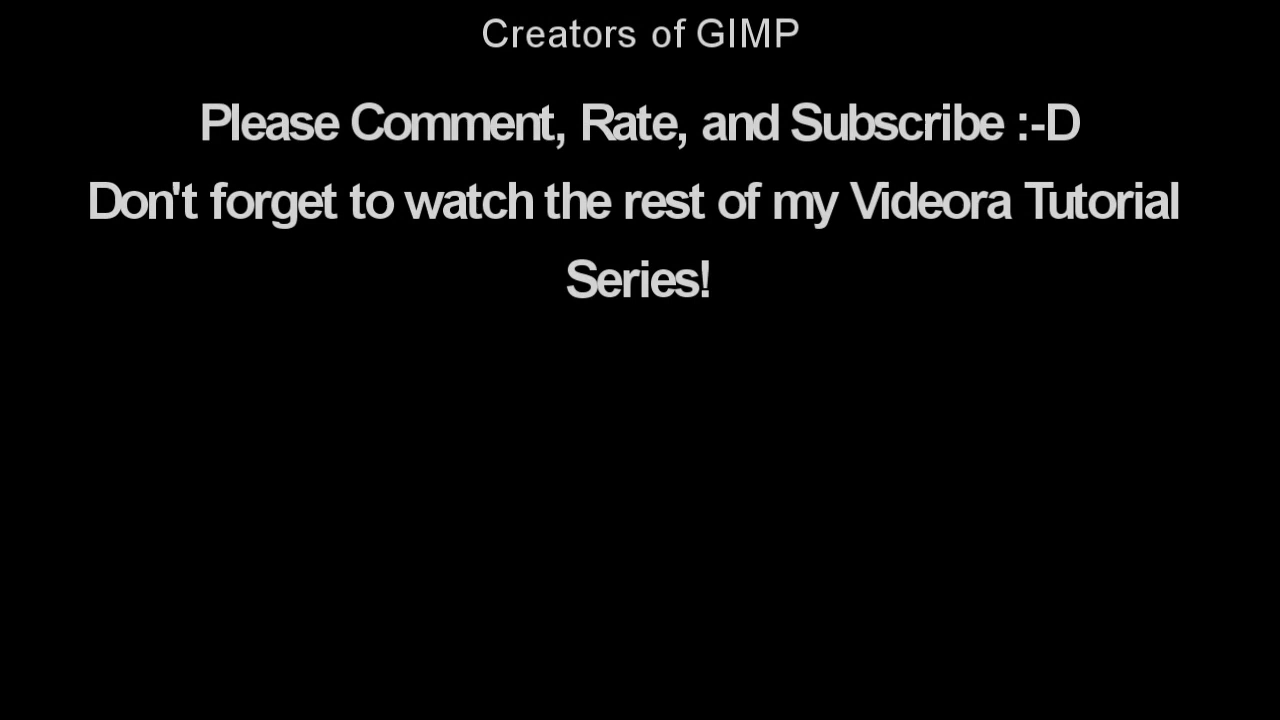 Creators of GIMP
Please Comment, Rate, and Subscribe :-D
Don't forget to watch the rest of my Videora Tutorial
Series!